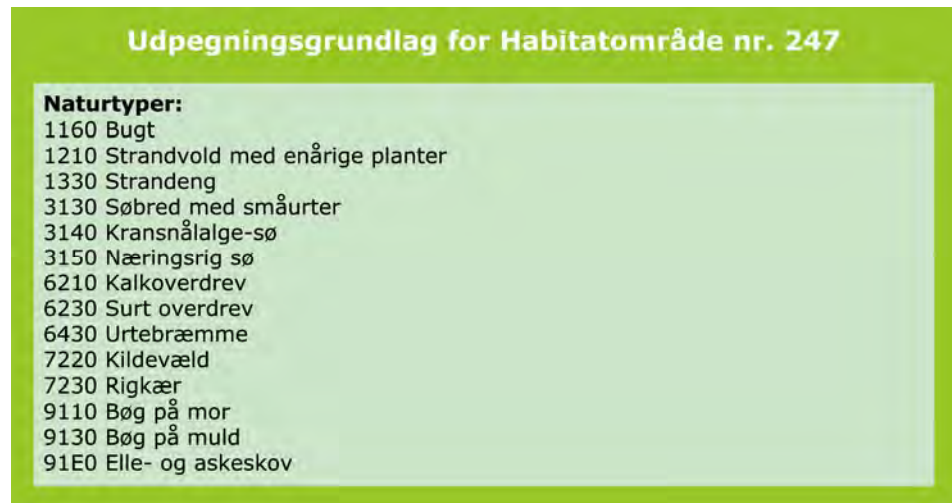 Udpegningsgrundlag for Habitatområde nr. 247
Naturtyper:
1160 Bugt
1210 Strandvold med enårige planter
1330 Strandeng
3130 Søbred med småurter
3140 Kransnålalge-sø
3150 Næringsrig sø
6210 Kalkoverdrev
6230 Surt overdrev
6430 Urtebræmme
7220 Kildevæld
7230 Rigkær
9110 Bøg på mor
9130 Bøg på muld
91E0 Elle- og askeskov